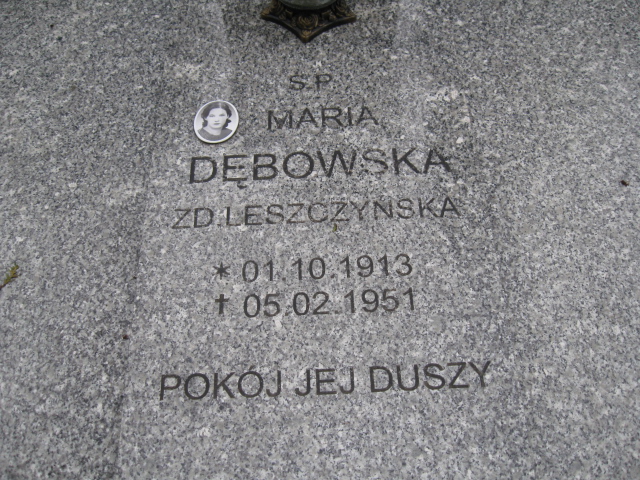 Ś.P.
MARIA
DĘBOWSKA
ZD. LESZCZYŃSKA
* 01.10.1913
✝ 05.02.1951
POKÓJ JEJ DUSZY